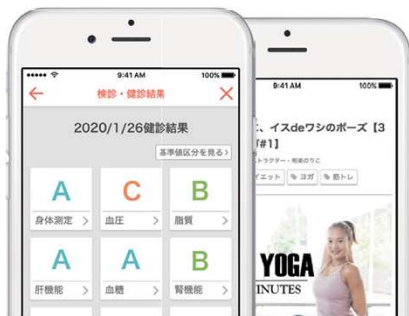 9:41 AM
100%
検診・健診結果
2020/1/26健診結果
基準値区分を見る>
A
C
B
身体測定 >
血圧 >
脂質 >
A
A
B
肝機能 >
血糖 >
腎機能 >
9:41 AM
100%
、イスdeワシのポーズ【3
#1】
トラクター・相楽のりこ
イエット
ヨガ
筋トレ
YOGA
INUTES